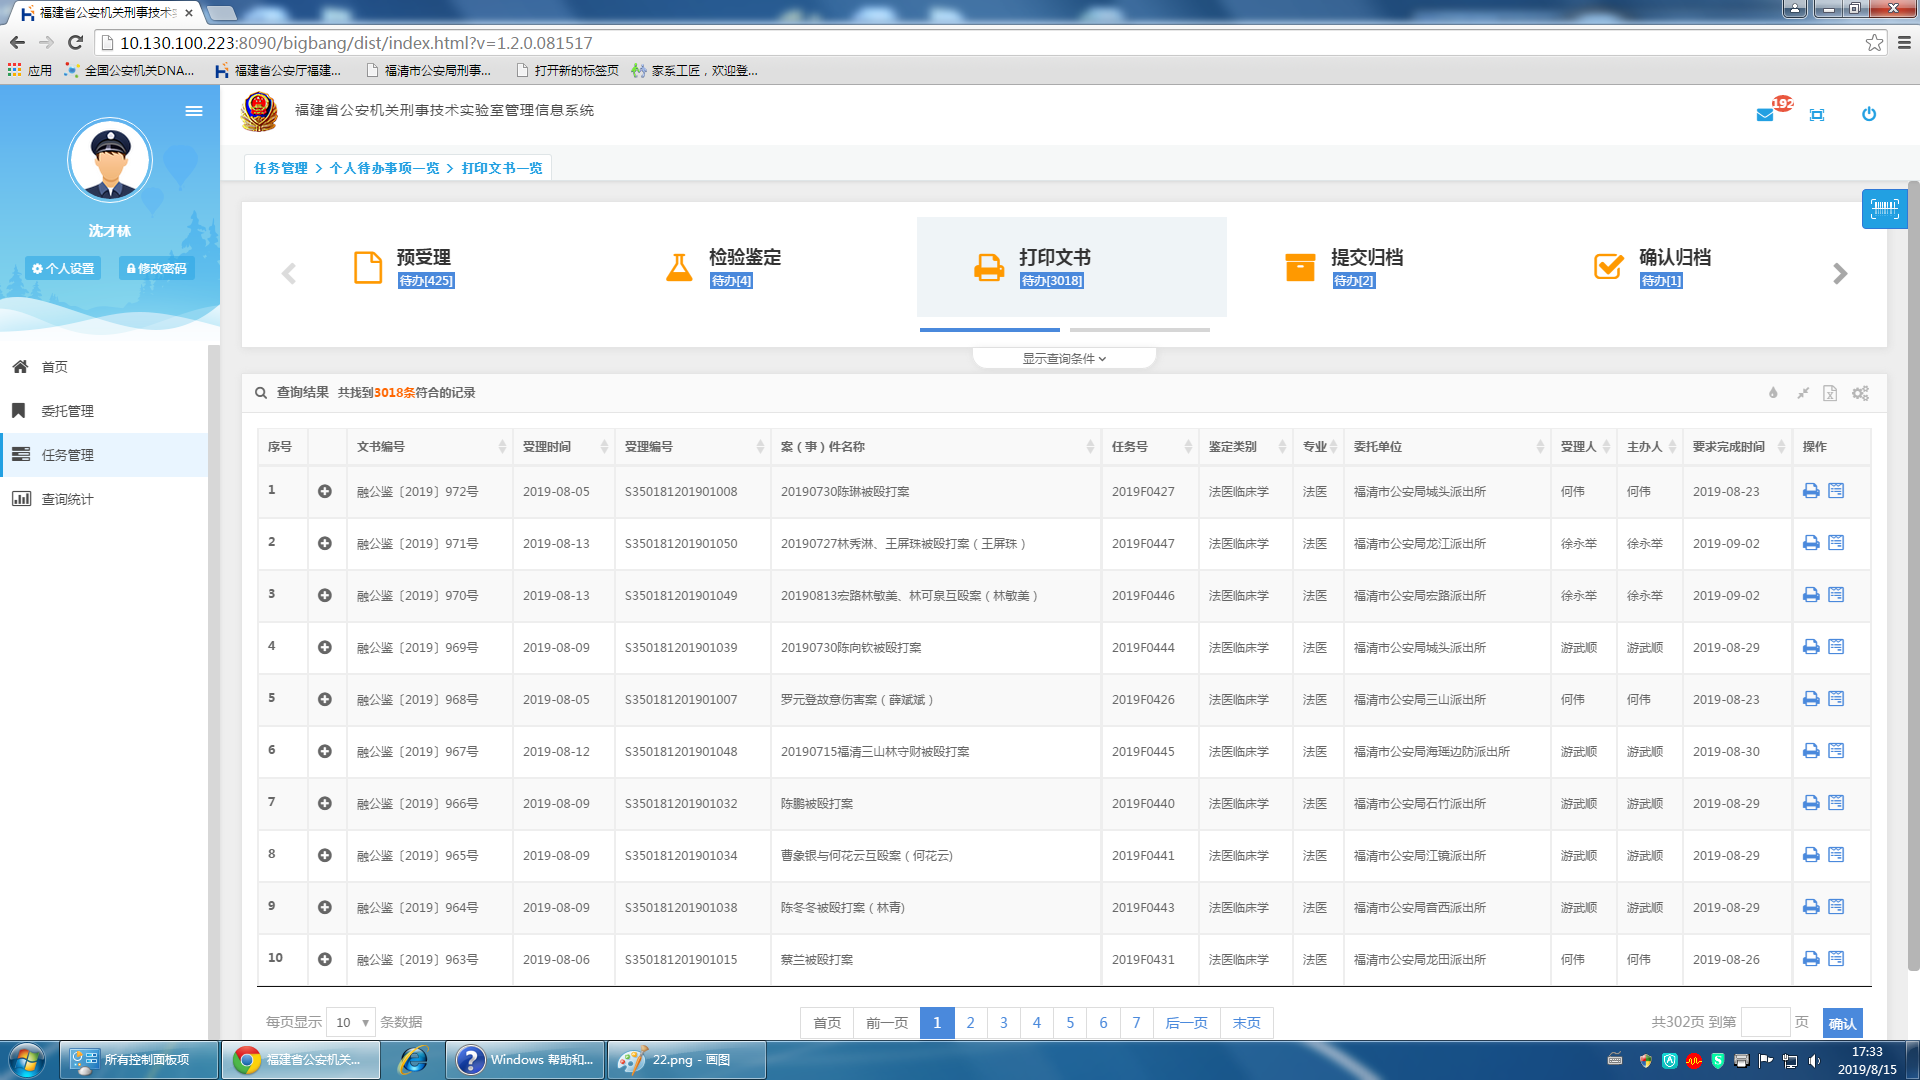 福建省公安机关刑事技术实
10.130.100.223:8090/bigbang/dist/index.html?v=1.2.0.081517
应用 全国公安机关DNA... 福建省公安厅福建... 福清市公安局刑事... 打开新的标签页 家系工匠，欢迎登...
福建省公安机关刑事技术实验室管理信息系统
192
任务管理 > 个人待办事项一览 > 打印文书一览
沈才林
个人设置 修改密码
首页
委托管理
任务管理
查询统计
预受理
待办[425]
检验鉴定
待办[4]
打印文书
待办[3018]
提交归档
待办[2]
确认归档
待办[1]
显示查询条件
查询结果 共找到3018条符合的记录
序号 文书编号 受理时间 受理编号 案（事）件名称 任务号 鉴定类别 专业 委托单位 受理人 主办人 要求完成时间 操作
1 融公鉴〔2019〕972号 2019-08-05 S350181201901008 20190730陈琳被殴打案 2019F0427 法医临床学 法医 福清市公安局城头派出所 何伟 何伟 2019-08-23
2 融公鉴〔2019〕971号 2019-08-13 S350181201901050 20190727林秀淋、王屏珠被殴打案（王屏珠） 2019F0447 法医临床学 法医 福清市公安局龙江派出所 徐永举 徐永举 2019-09-02
3 融公鉴〔2019〕970号 2019-08-13 S350181201901049 20190813宏路林敏美、林可泉互殴案（林敏美） 2019F0446 法医临床学 法医 福清市公安局宏路派出所 徐永举 徐永举 2019-09-02
4 融公鉴〔2019〕969号 2019-08-09 S350181201901039 20190730陈向钦被殴打案 2019F0444 法医临床学 法医 福清市公安局城头派出所 游武顺 游武顺 2019-08-29
5 融公鉴〔2019〕968号 2019-08-05 S350181201901007 罗元登故意伤害案（薛斌斌） 2019F0426 法医临床学 法医 福清市公安局三山派出所 何伟 何伟 2019-08-23
6 融公鉴〔2019〕967号 2019-08-12 S350181201901048 20190715福清三山林守财被殴打案 2019F0445 法医临床学 法医 福清市公安局海瑶边防派出所 游武顺 游武顺 2019-08-30
7 融公鉴〔2019〕966号 2019-08-09 S350181201901032 陈鹏被殴打案 2019F0440 法医临床学 法医 福清市公安局石竹派出所 游武顺 游武顺 2019-08-29
8 融公鉴〔2019〕965号 2019-08-09 S350181201901034 曹象银与何花云互殴案（何花云) 2019F0441 法医临床学 法医 福清市公安局江镜派出所 游武顺 游武顺 2019-08-29
9 融公鉴〔2019〕964号 2019-08-09 S350181201901038 陈冬冬被殴打案（林青) 2019F0443 法医临床学 法医 福清市公安局音西派出所 游武顺 游武顺 2019-08-29
10 融公鉴〔2019〕963号 2019-08-06 S350181201901015 蔡兰被殴打案 2019F0431 法医临床学 法医 福清市公安局龙田派出所 何伟 何伟 2019-08-26
每页显示 10 条数据 首页 前一页 1 2 3 4 5 6 7 后一页 末页 共302页 到第 页 确认
所有控制面板项 福建省公安机关... Windows 帮助和... 22.png - 画图 17:33
2019/8/15